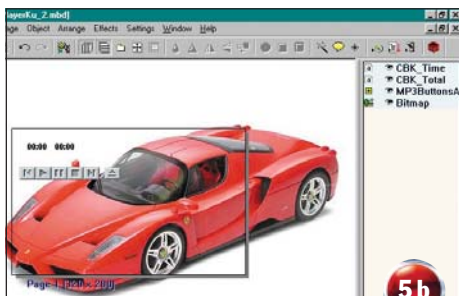 layerKu_2.mbd]
ge Object Arrange Effects Settings Window Help
CBK_Time
CBK_Total
MP3ButtonsA
Bitmap
00:00 00:00
Page 1 [320 x 200]
5b